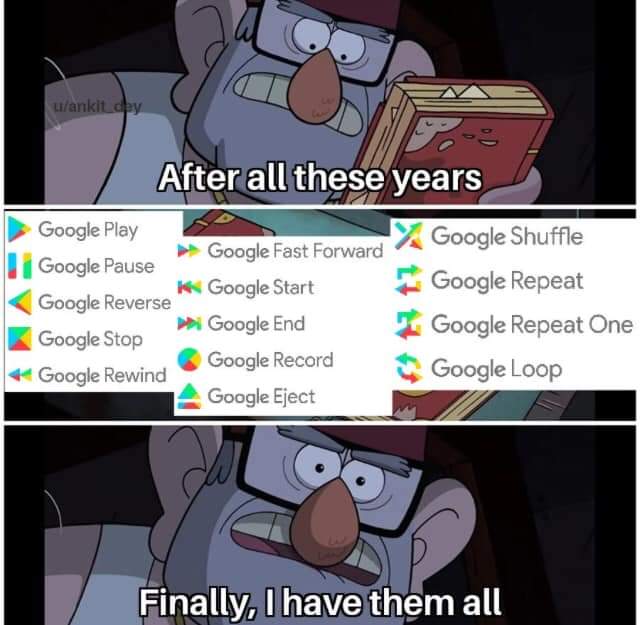 u/ankit_dey
After all these years
Google Play
Google Pause
Google Reverse
Google Stop
Google Rewind
Google Fast Forward
Google Start
Google End
Google Record
Google Eject
Google Shuffle
Google Repeat
Google Repeat One
Google Loop
Finally, I have them all